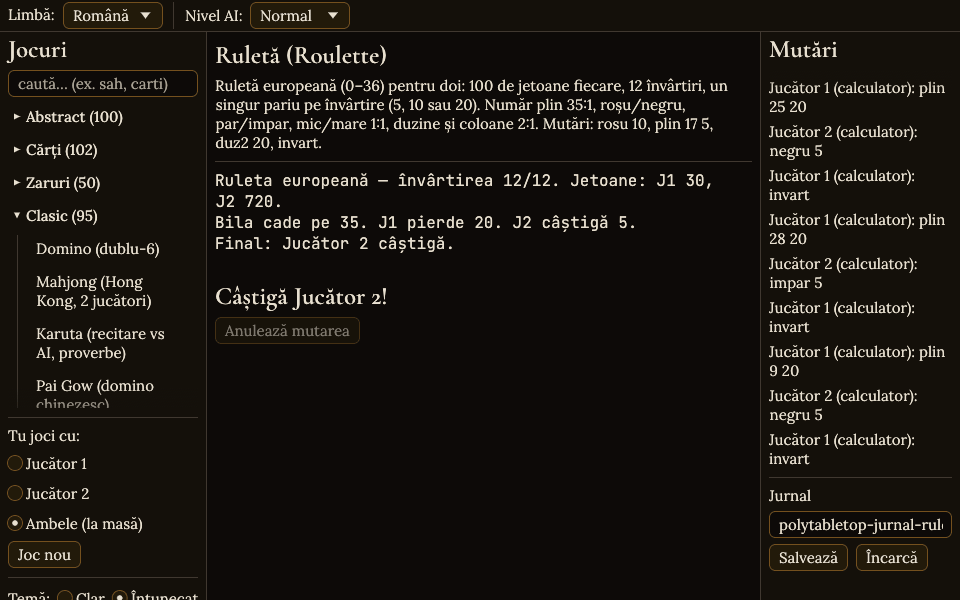 Limbă: Română ▼ Nivel AI: Normal ▼
Jocuri
caută... (ex. sah, carti)
▸ Abstract (100)
▸ Cărți (102)
▸ Zaruri (50)
▾ Clasic (95)
Domino (dublu-6)
Mahjong (Hong
Kong, 2 jucători)
Karuta (recitare vs
AI, proverbe)
Pai Gow (domino
chinezesc)
Tu joci cu:
Jucător 1
Jucător 2
Ambele (la masă)
Joc nou
Temă: Clar Întunecat
Ruletă (Roulette)
Ruletă europeană (0–36) pentru doi: 100 de jetoane fiecare, 12 învârtiri, un
singur pariu pe învârtire (5, 10 sau 20). Număr plin 35:1, roșu/negru,
par/impar, mic/mare 1:1, duzine și coloane 2:1. Mutări: rosu 10, plin 17 5,
duz2 20, invart.
Ruleta europeană — învârtirea 12/12. Jetoane: J1 30,
J2 720.
Bila cade pe 35. J1 pierde 20. J2 câștigă 5.
Final: Jucător 2 câștigă.
Câștigă Jucător 2!
Anulează mutarea
Mutări
Jucător 1 (calculator): plin
25 20
Jucător 2 (calculator):
negru 5
Jucător 1 (calculator):
invart
Jucător 1 (calculator): plin
28 20
Jucător 2 (calculator):
impar 5
Jucător 1 (calculator):
invart
Jucător 1 (calculator): plin
9 20
Jucător 2 (calculator):
negru 5
Jucător 1 (calculator):
invart
Jurnal
polytabletop-jurnal-rul
Salvează Încarcă